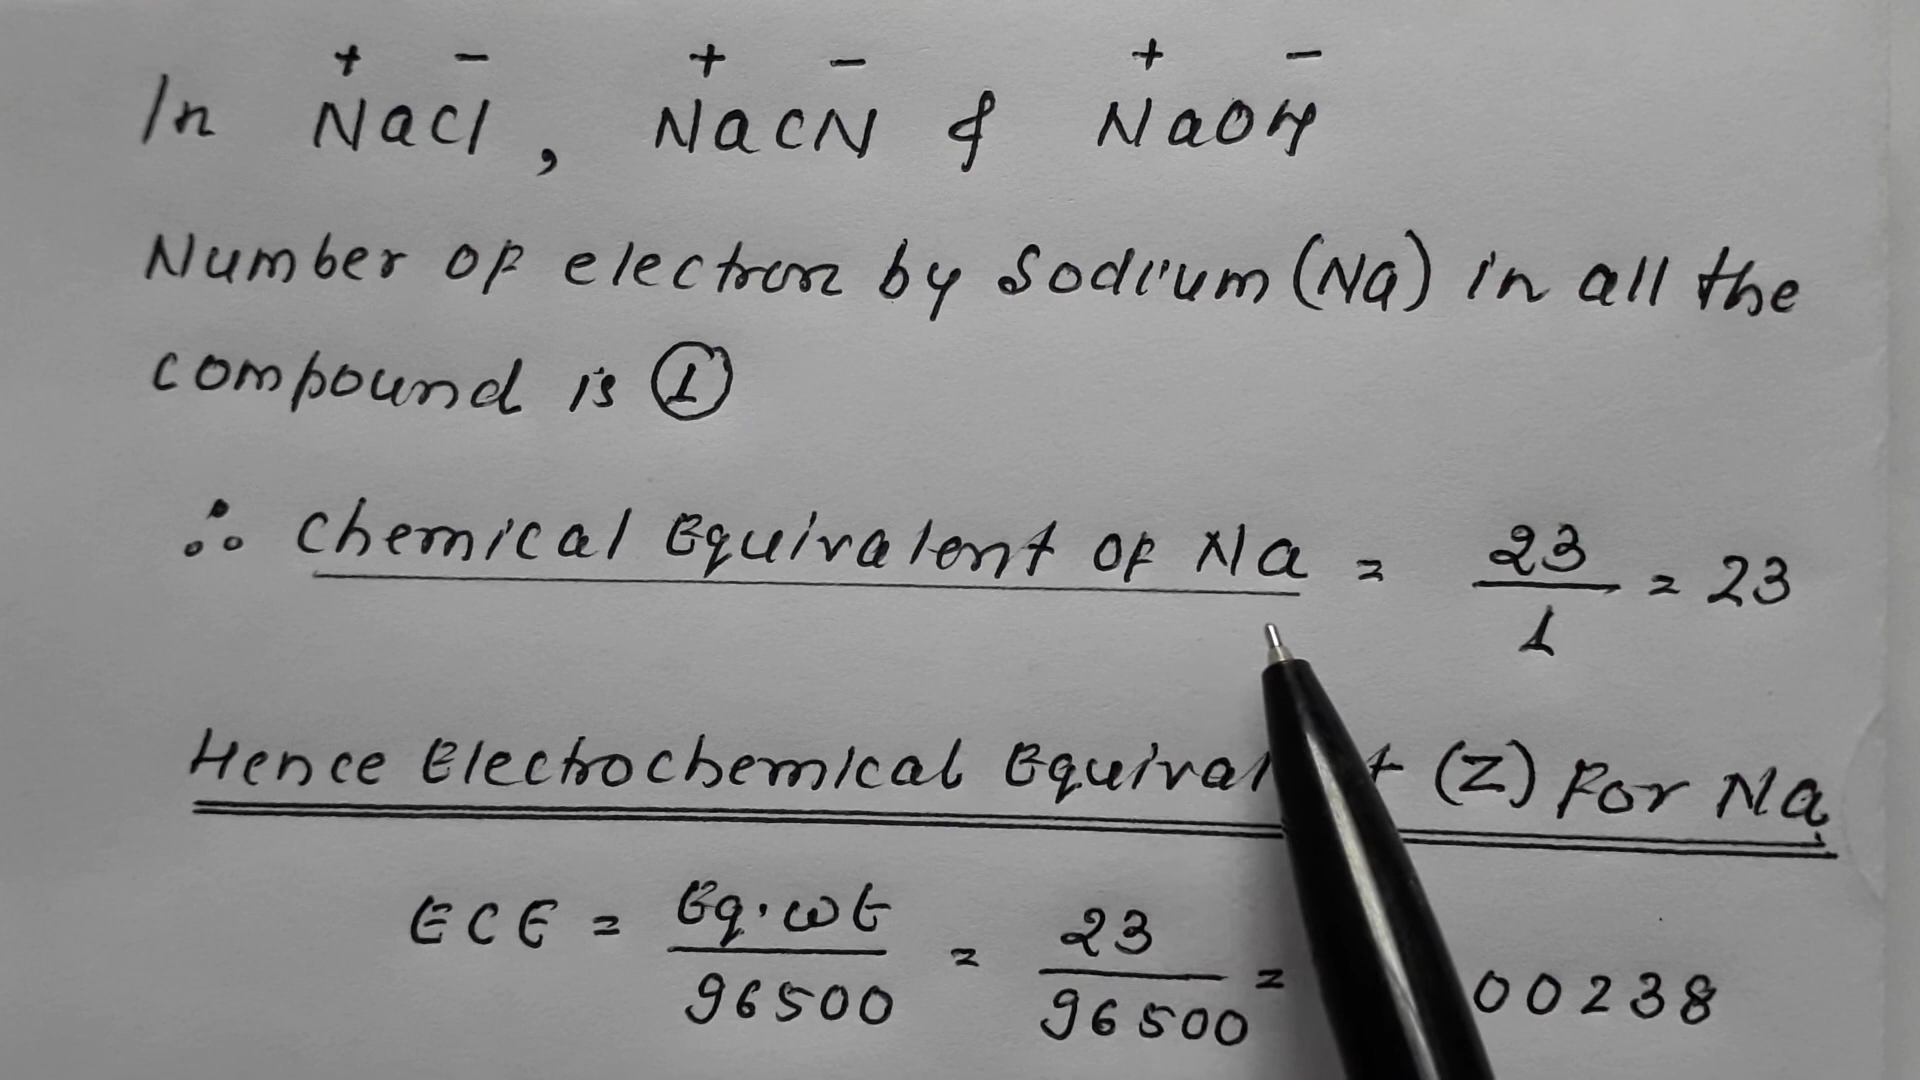 + - + - + -
In NaCl, NaCN & NaOH
Number of electron by Sodium (Na) in all the
compound is 1
∴ Chemical Equivalent of Na = 23/1 = 23
Hence Electrochemical (Z) for Na,
ECE = Eq.wt/96500 = 23/96500 = 00238